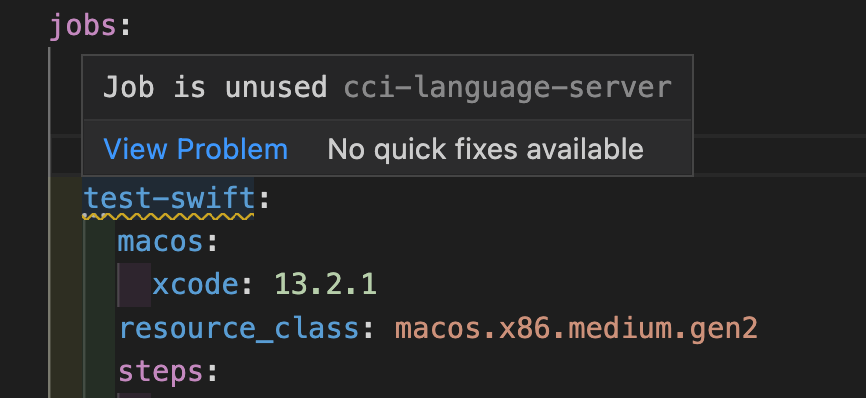 jobs:
Job is unused cci-language-server
View Problem No quick fixes available
test-swift:
macos:
xcode: 13.2.1
resource_class: macos.x86.medium.gen2
steps: